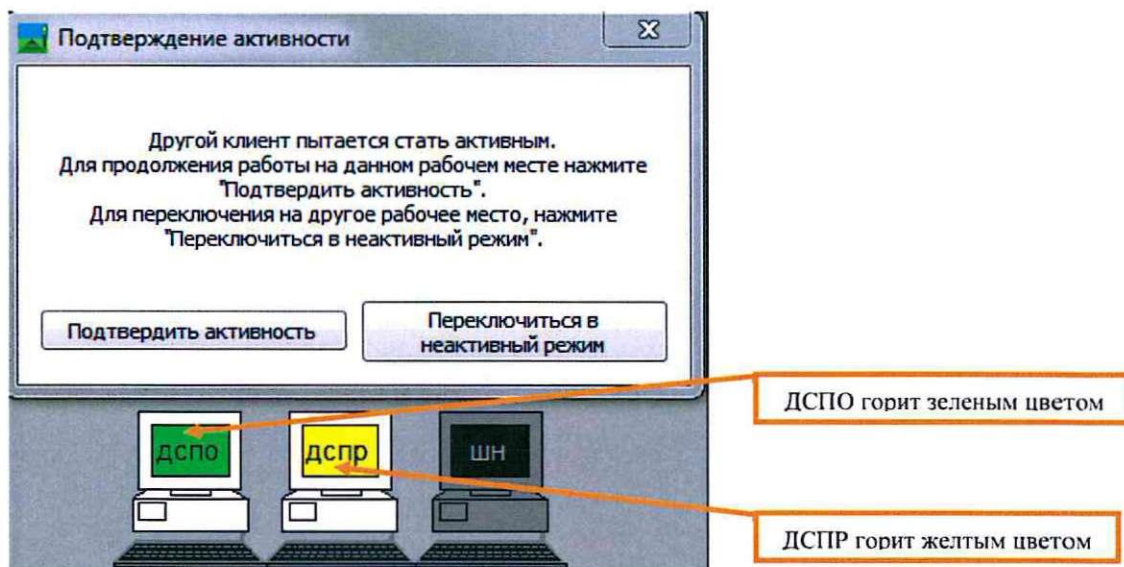 Подтверждение активности
Другой клиент пытается стать активным.
Для продолжения работы на данном рабочем месте нажмите
"Подтвердить активность".
Для переключения на другое рабочее место, нажмите
"Переключиться в неактивный режим".
Подтвердить активность
Переключиться в
неактивный режим
дспо
дспр
шн
ДСПО горит зеленым цветом
ДСПР горит желтым цветом